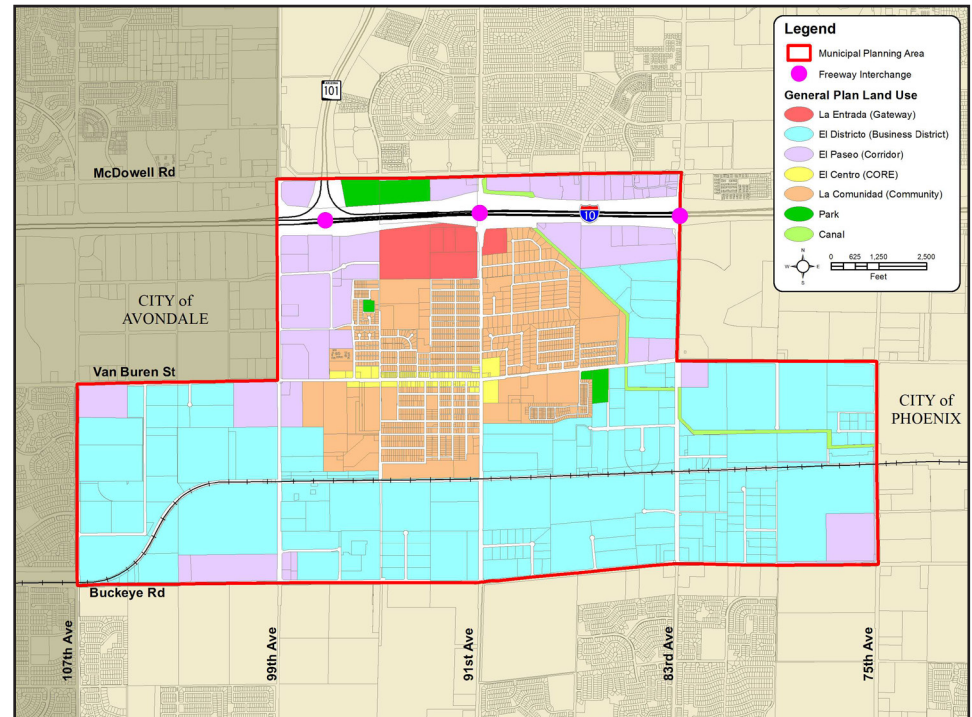 Legend
Municipal Planning Area
Freeway Interchange
General Plan Land Use
La Entrada (Gateway)
El Districto (Business District)
El Paseo (Corridor)
El Centro (CORE)
La Comunidad (Community)
Park
Canal
N
W E
S
0 625 1,250 2,500
Feet
ARIZONA
101
McDowell Rd
10
CITY of
AVONDALE
Van Buren St
CITY of
PHOENIX
Buckeye Rd
107th Ave
99th Ave
91st Ave
83rd Ave
75th Ave